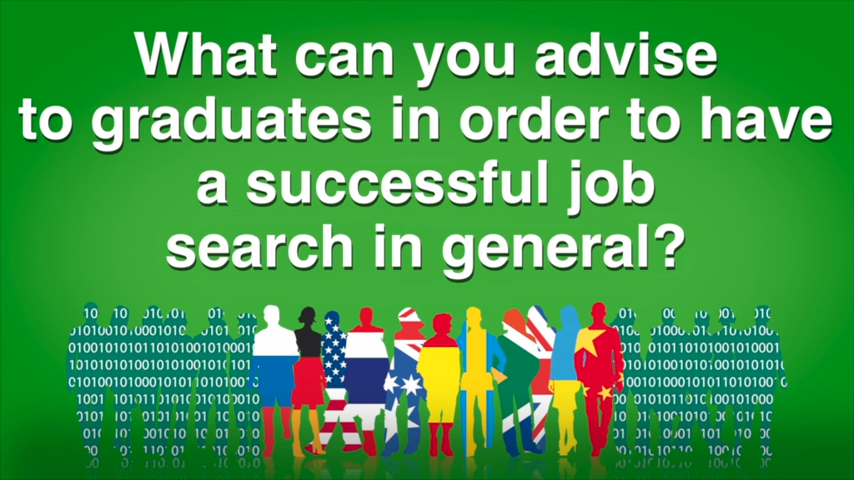 What can you advise
to graduates in order to have
a successful job
search in general?